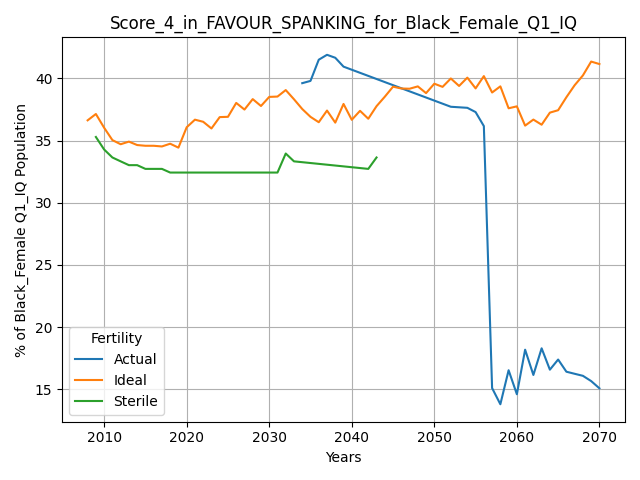 Score_4_in_FAVOUR_SPANKING_for_Black_Female_Q1_IQ
% of Black_Female Q1_IQ Population
40
35
30
25
20
15
Fertility
Actual
Ideal
Sterile
2010 2020 2030 2040 2050 2060 2070
Years